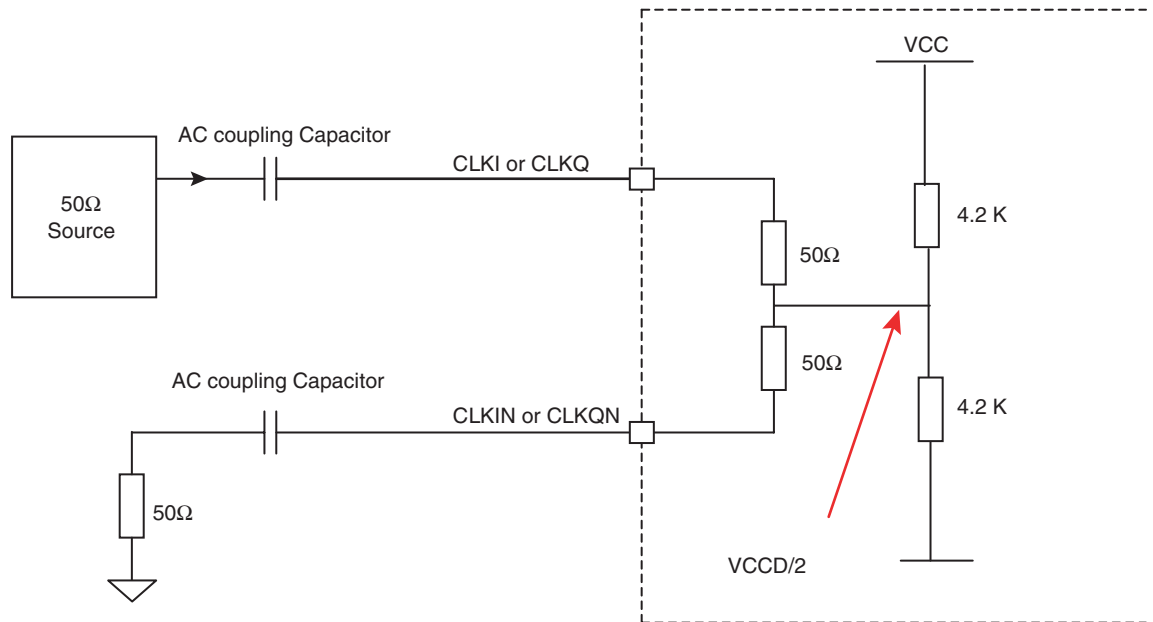 VCC
AC coupling Capacitor
CLKI or CLKQ
50Ω
Source
4.2 K
50Ω
50Ω
AC coupling Capacitor
4.2 K
CLKIN or CLKQN
50Ω
VCCD/2